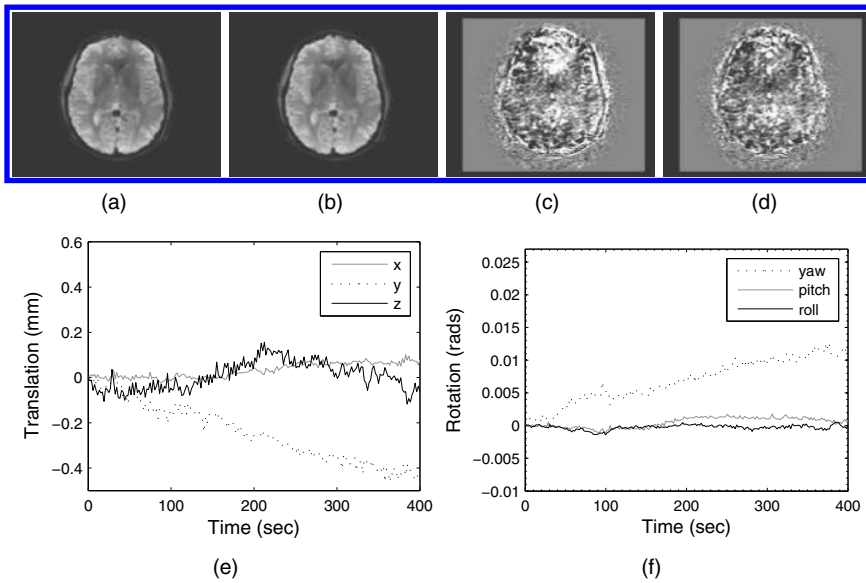 (a) (b) (c) (d)
0.6
0.4
0.2
0
−0.2
−0.4
Translation (mm)
x
y
z
0 100 200 300 400
Time (sec)
(e)
0.025
0.02
0.015
0.01
0.005
0
−0.005
−0.01
Rotation (rads)
yaw
pitch
roll
0 100 200 300 400
Time (sec)
(f)